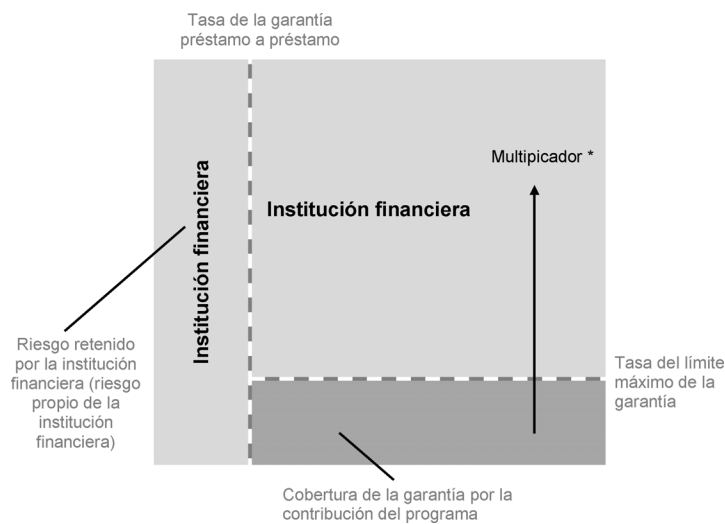 Tasa de la garantía
préstamo a préstamo
Multipicador *
Institución financiera
Institución financiera
Riesgo retenido
por la institución
financiera (riesgo
propio de la
institución
financiera)
Tasa del límite
máximo de la
garantía
Cobertura de la garantía por la
contribución del programa